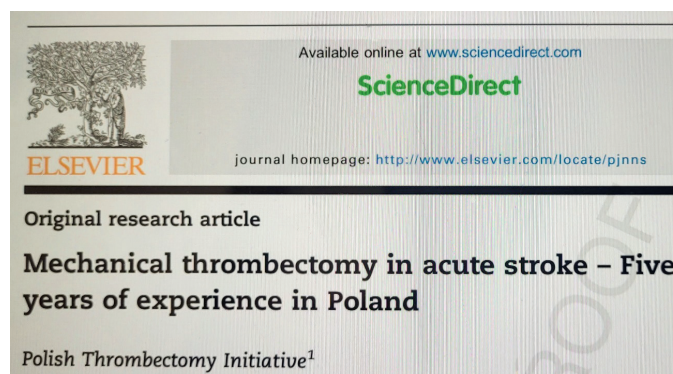 Available online at www.sciencedirect.com
ScienceDirect
ELSEVIER
journal homepage: http://www.elsevier.com/locate/pjnns
Original research article
Mechanical thrombectomy in acute stroke – Five
years of experience in Poland
Polish Thrombectomy Initiative¹